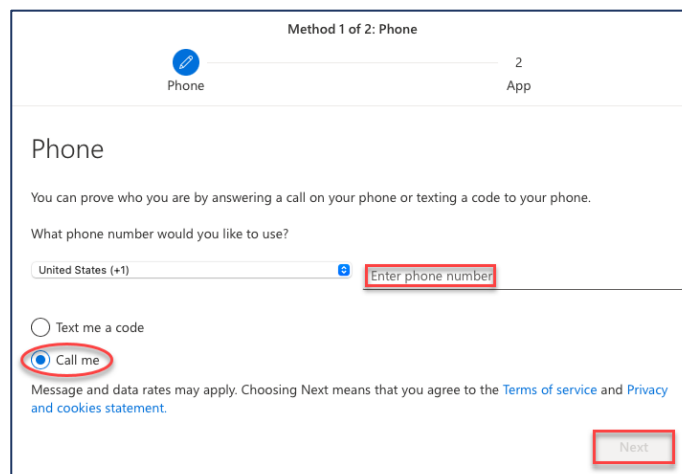 Method 1 of 2: Phone
2
Phone
App
Phone
You can prove who you are by answering a call on your phone or texting a code to your phone.
What phone number would you like to use?
United States (+1)
Enter phone number
Text me a code
Call me
Message and data rates may apply. Choosing Next means that you agree to the Terms of service and Privacy
and cookies statement.
Next